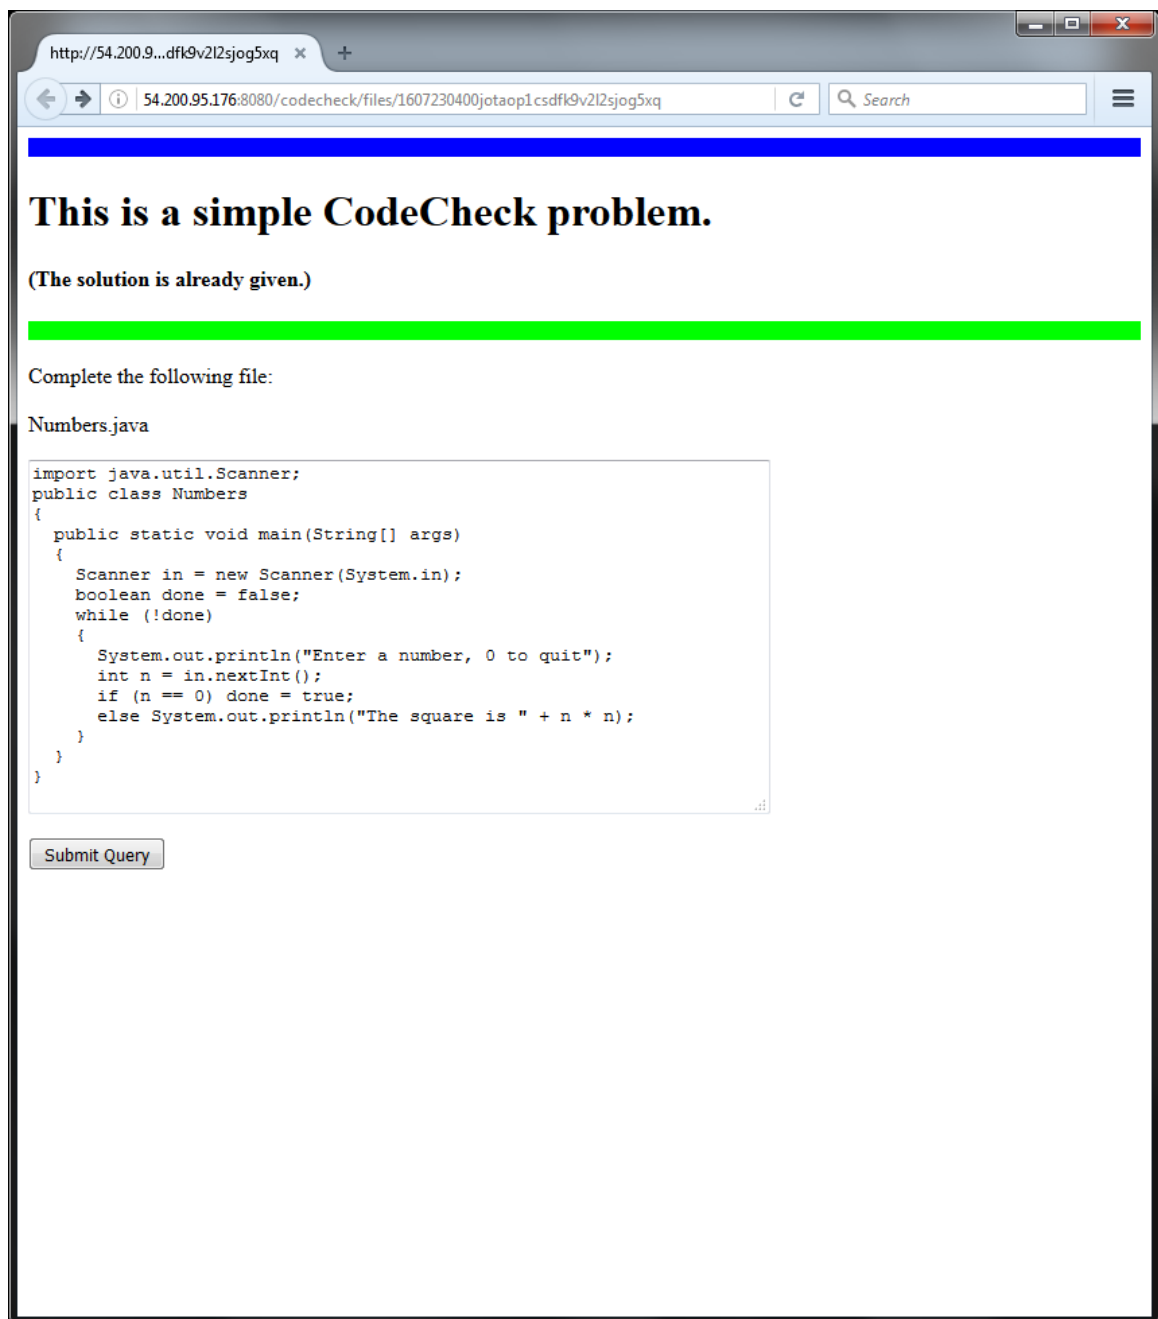 http://54.200.9...dfk9v2l2sjog5xq
54.200.95.176:8080/codecheck/files/1607230400jotaop1csdfk9v2l2sjog5xq
Search
This is a simple CodeCheck problem.
(The solution is already given.)
Complete the following file:
Numbers.java
import java.util.Scanner;
public class Numbers
{
  public static void main(String[] args)
  {
    Scanner in = new Scanner(System.in);
    boolean done = false;
    while (!done)
    {
      System.out.println("Enter a number, 0 to quit");
      int n = in.nextInt();
      if (n == 0) done = true;
      else System.out.println("The square is " + n * n);
    }
  }
}
Submit Query